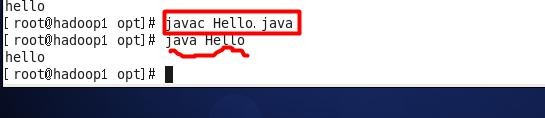 hello
[root@hadoop1 opt]# javac Hello.java
[root@hadoop1 opt]# java Hello
hello
[root@hadoop1 opt]#